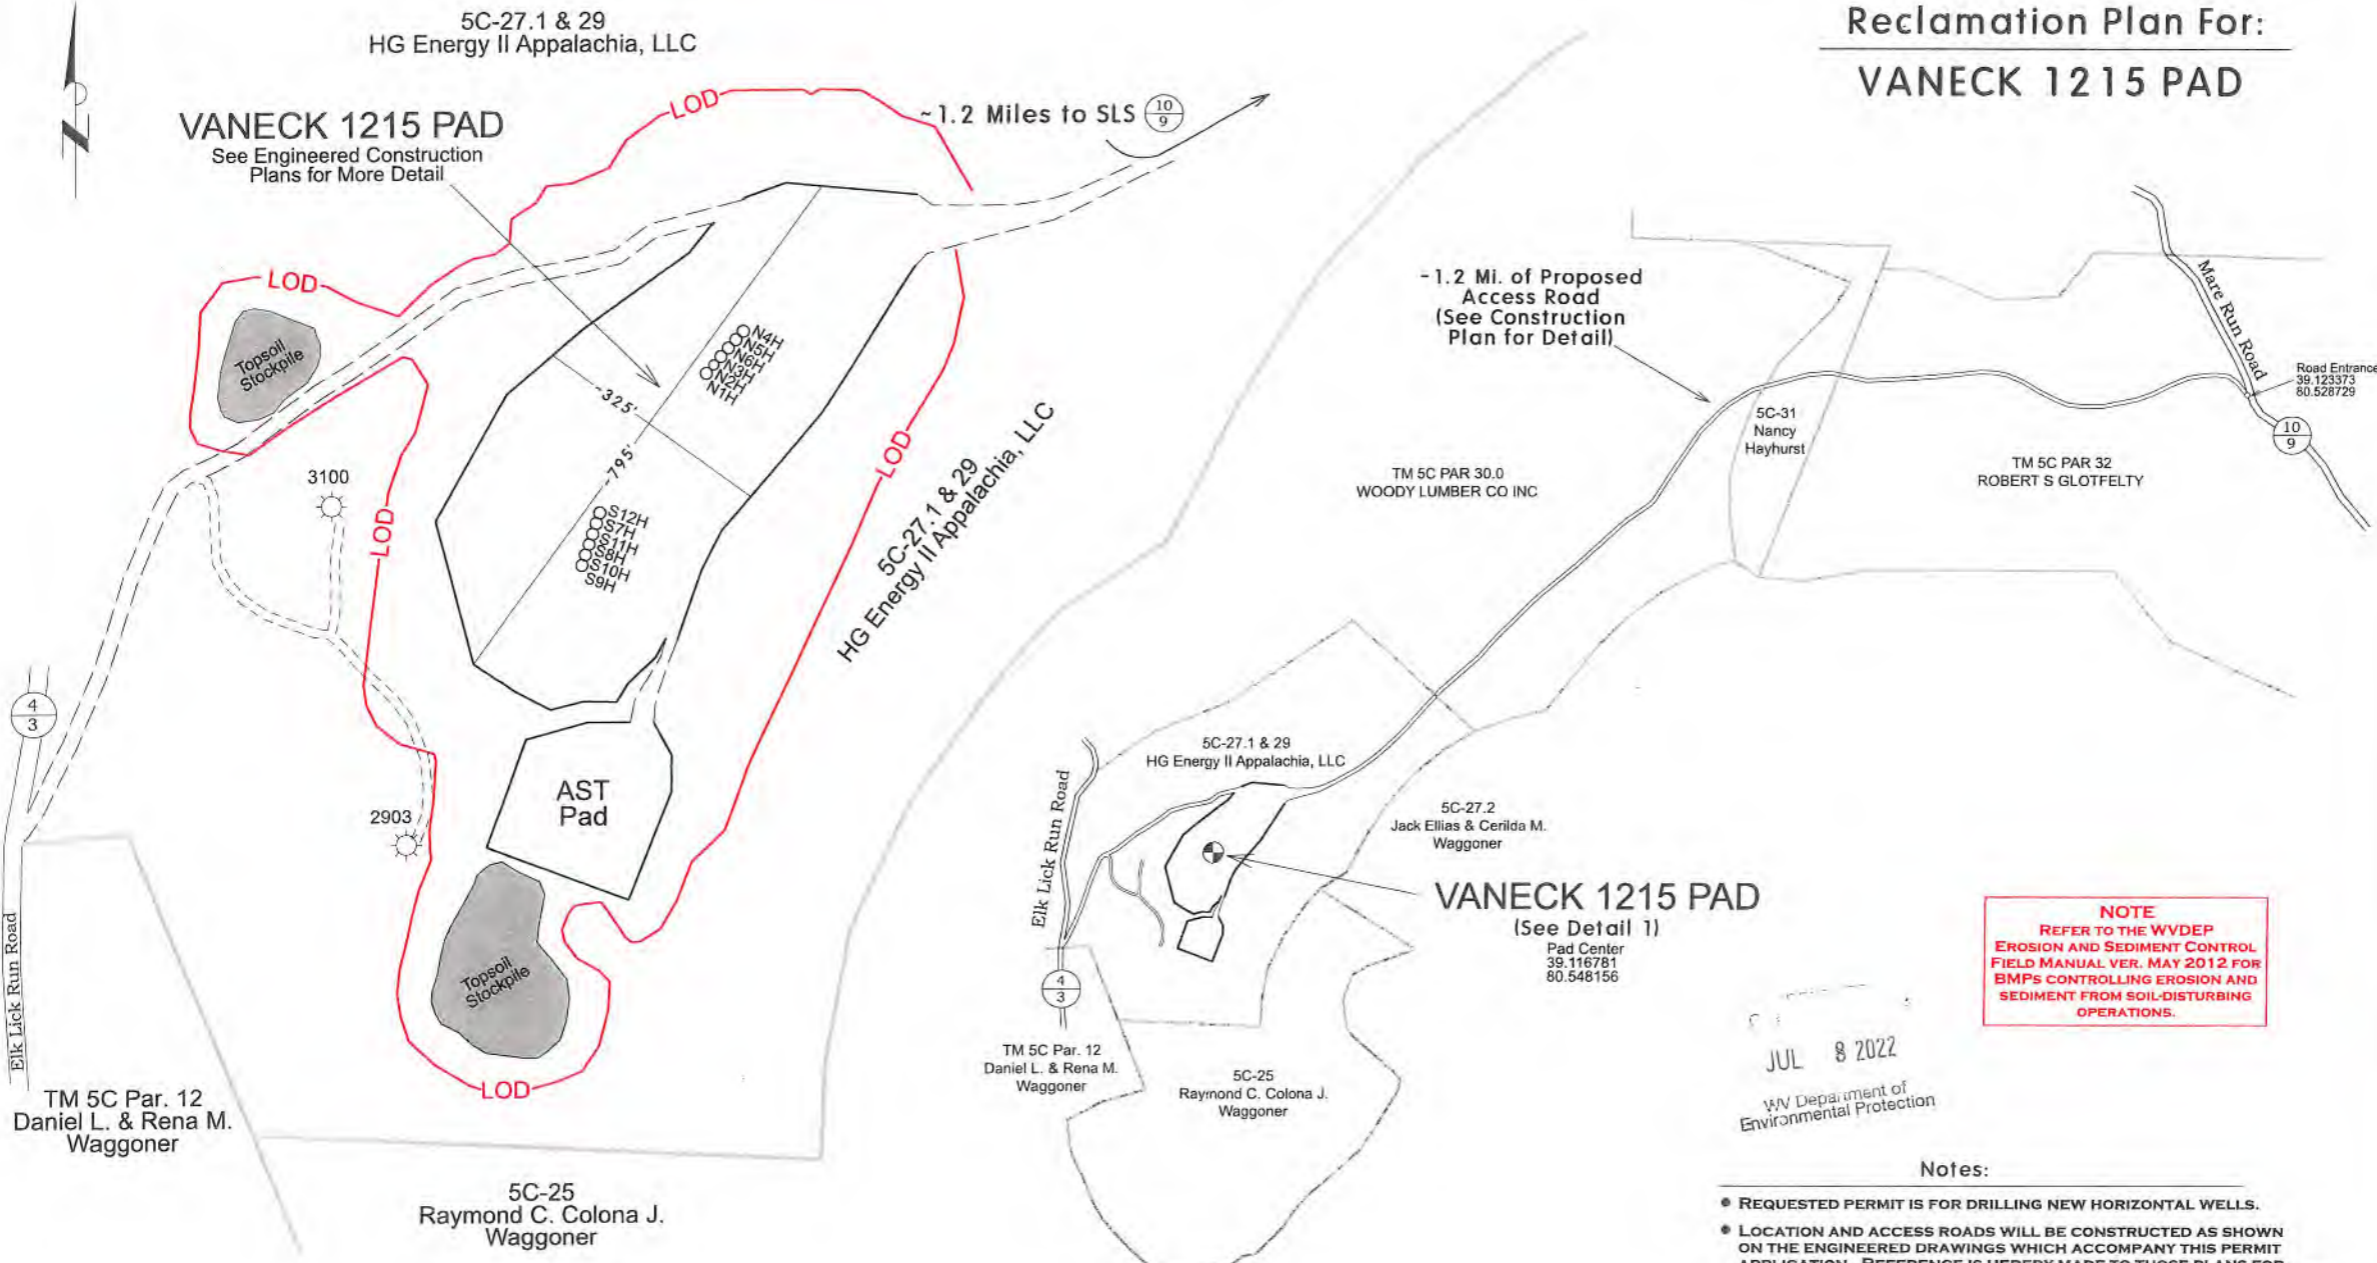 Reclamation Plan For:
VANECK 1215 PAD
5C-27.1 & 29
HG Energy II Appalachia, LLC
N
VANECK 1215 PAD
See Engineered Construction
Plans for More Detail
LOD
~1.2 Miles to SLS
10
9
LOD
Topsoil
Stockpile
N4H
N5H
N6H
N3H
N2H
N1H
~325'
~795'
S12H
S7H
S11H
S8H
S10H
S9H
3100
LOD
LOD
5C-27.1 & 29
HG Energy II Appalachia, LLC
4
3
AST
Pad
2903
Topsoil
Stockpile
LOD
Elk Lick Run Road
TM 5C Par. 12
Daniel L. & Rena M.
Waggoner
5C-25
Raymond C. Colona J.
Waggoner
~1.2 Mi. of Proposed
Access Road
(See Construction
Plan for Detail)
Mare Run Road
Road Entrance
39.123373
80.528729
10
9
5C-31
Nancy
Hayhurst
TM 5C PAR 30.0
WOODY LUMBER CO INC
TM 5C PAR 32
ROBERT S GLOTFELTY
5C-27.1 & 29
HG Energy II Appalachia, LLC
Elk Lick Run Road
5C-27.2
Jack Ellias & Cerilda M.
Waggoner
VANECK 1215 PAD
(See Detail 1)
Pad Center
39.116781
80.548156
4
3
TM 5C Par. 12
Daniel L. & Rena M.
Waggoner
5C-25
Raymond C. Colona J.
Waggoner
NOTE
REFER TO THE WVDEP
EROSION AND SEDIMENT CONTROL
FIELD MANUAL VER. MAY 2012 FOR
BMPS CONTROLLING EROSION AND
SEDIMENT FROM SOIL-DISTURBING
OPERATIONS.
JUL 8 2022
WV Department of
Environmental Protection
Notes:
• REQUESTED PERMIT IS FOR DRILLING NEW HORIZONTAL WELLS.
• LOCATION AND ACCESS ROADS WILL BE CONSTRUCTED AS SHOWN
ON THE ENGINEERED DRAWINGS WHICH ACCOMPANY THIS PERMIT
APPLICATION. REFERENCE IS HEREBY MADE TO THOSE PLANS FOR